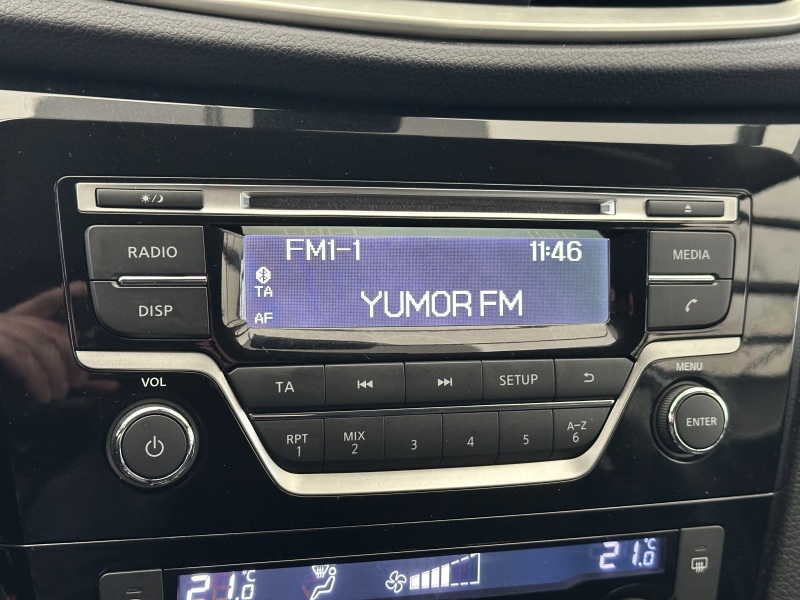 RADIO
DISP
FM1-1 11:46
TA
YUMOR FM
AF
MEDIA
VOL
TA
SETUP
MENU
ENTER
RPT 1
MIX 2
3
4
5
A-Z 6
21.0°C
21.0°C